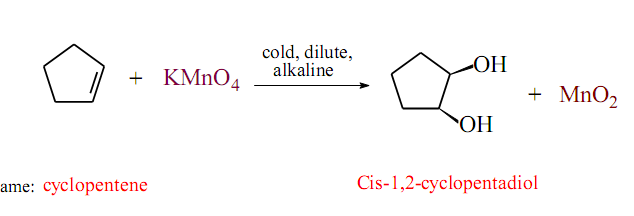 cold, dilute,
alkaline
+ KMnO₄
OH
OH
+ MnO₂
ame: cyclopentene
Cis-1,2-cyclopentadiol